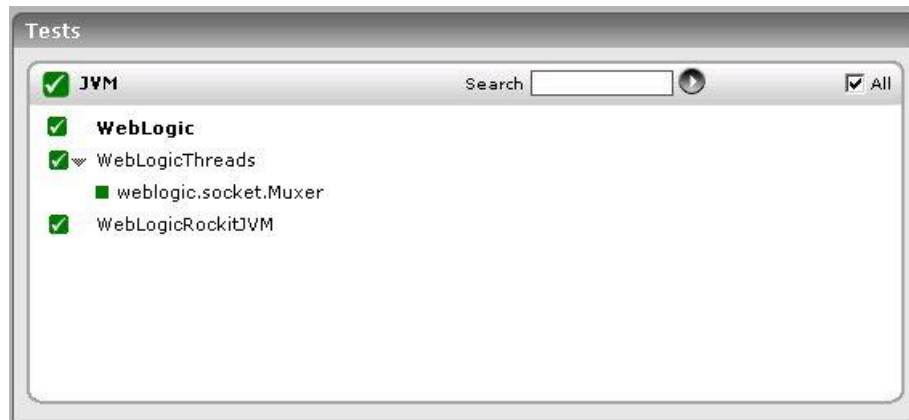 Tests
JVM Search All
WebLogic
WebLogicThreads
weblogic.socket.Muxer
WebLogicRockitJVM